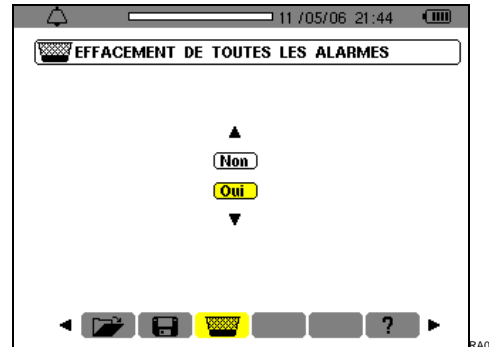 11/05/06 21:44
EFFACEMENT DE TOUTES LES ALARMES
Non
Oui
?